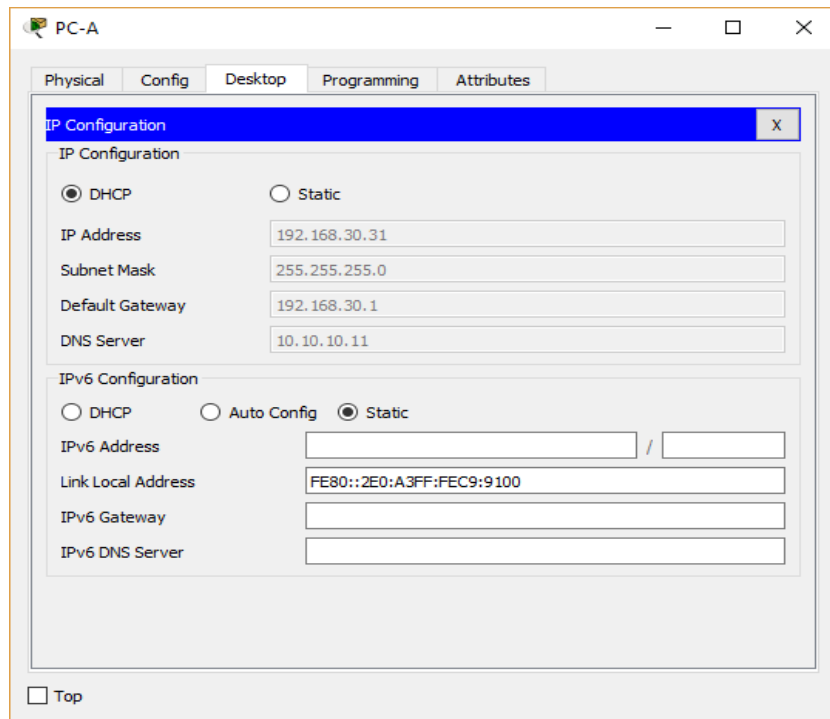 PC-A
Physical Config Desktop Programming Attributes
IP Configuration X
IP Configuration
DHCP Static
IP Address 192.168.30.31
Subnet Mask 255.255.255.0
Default Gateway 192.168.30.1
DNS Server 10.10.10.11
IPv6 Configuration
DHCP Auto Config Static
IPv6 Address /
Link Local Address FE80::2E0:A3FF:FEC9:9100
IPv6 Gateway
IPv6 DNS Server
Top